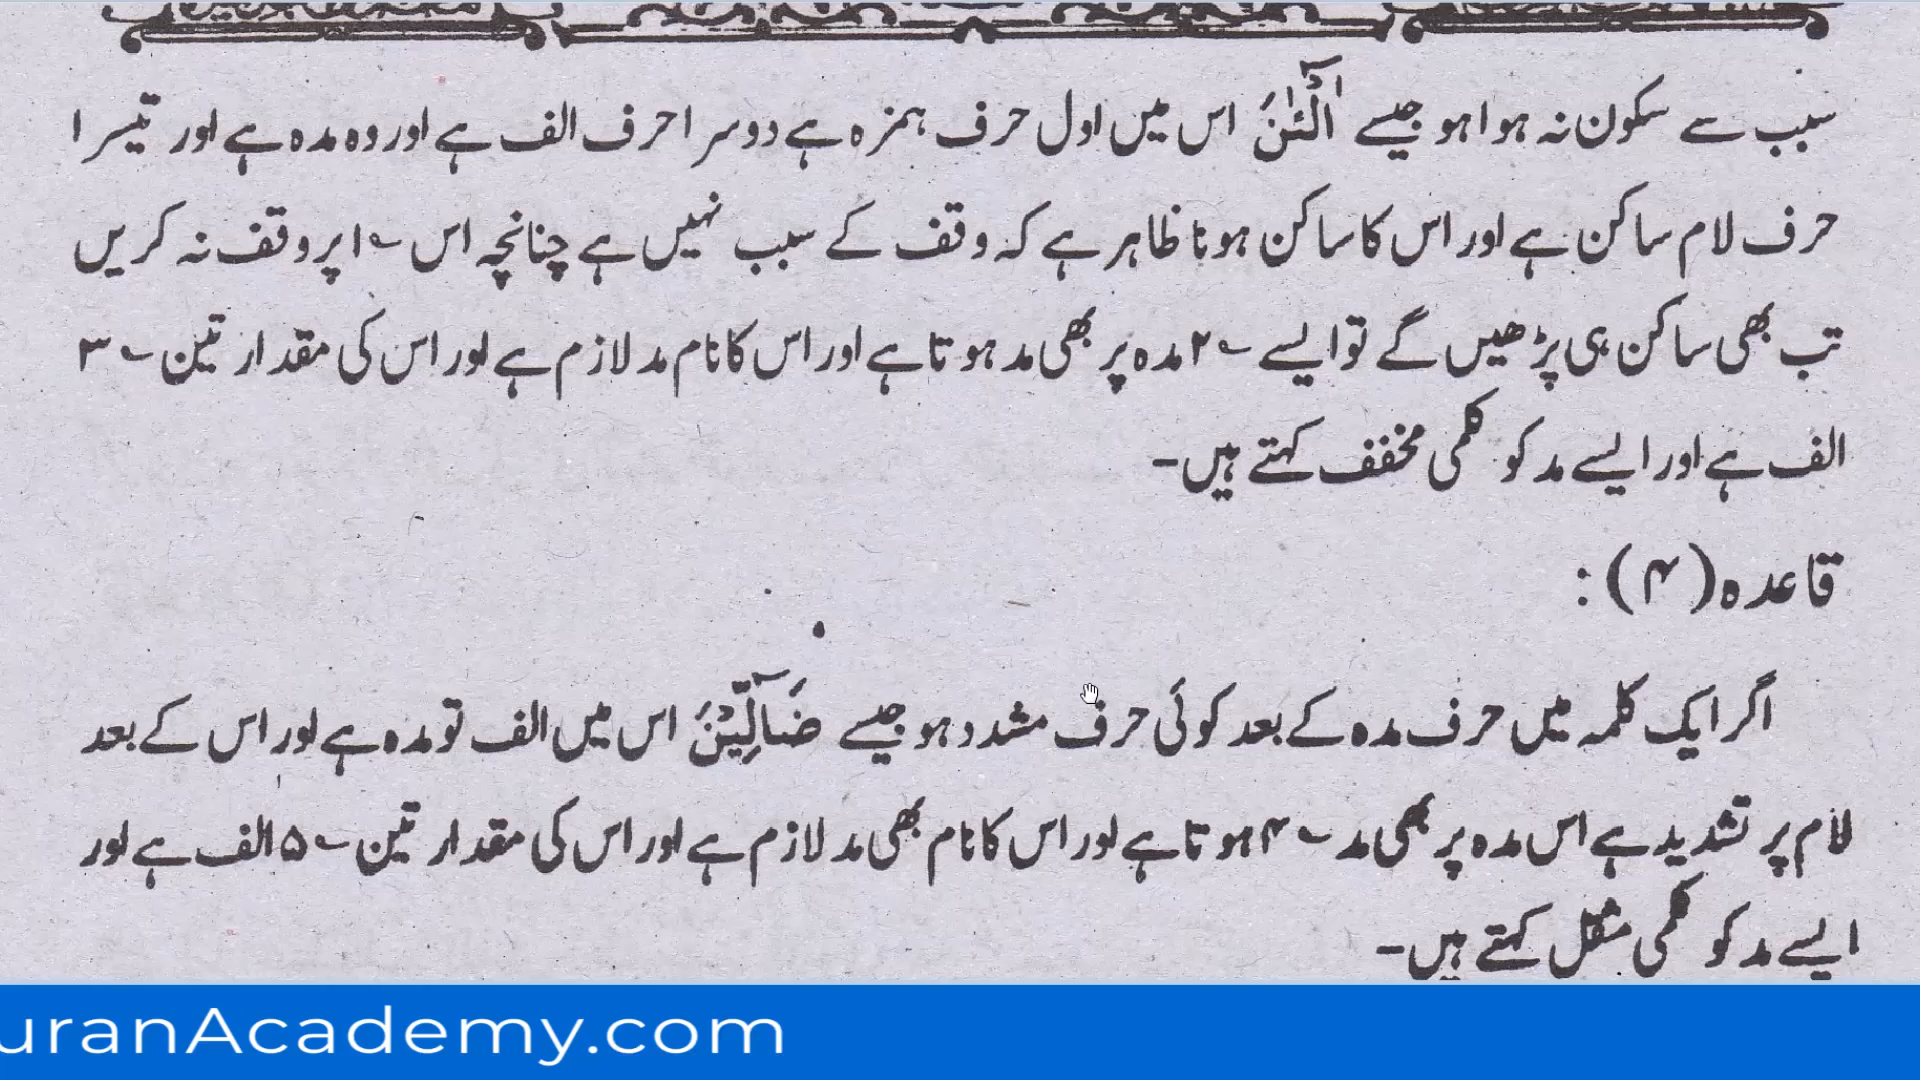 سبب سے سکون نہ ہوا ہو جیسے آٰلْئٰنَ اس میں اول حرف ہمزہ ہے دوسرا حرف الف ہے اور وہ مدہ ہے اور تیسرا
حرف لام ساکن ہے اور اس کا ساکن ہونا ظاہر ہے کہ وقف کے سبب نہیں ہے چنانچہ اس ؂۱ پر وقف نہ کریں
تب بھی ساکن ہی پڑھیں گے تو ایسے ؂۲ مدہ پر بھی مد ہوتا ہے اور اس کا نام مد لازم ہے اور اس کی مقدار تین ؂۳
الف ہے اور ایسے مد کو کلمی مخفف کہتے ہیں-
قاعدہ (۴) :
اگر ایک کلمہ میں حرف مدہ کے بعد کوئی حرف مشدد ہو جیسے ضَآلِّيْنَ اس میں الف تو مدہ ہے اور اس کے بعد
لام پر تشدید ہے اس مدہ پر بھی مد ؂۴ ہوتا ہے اور اس کا نام بھی مد لازم ہے اور اس کی مقدار تین ؂۵ الف ہے اور
ایسے مد کو کلمی مثقل کہتے ہیں-
uranAcademy.com